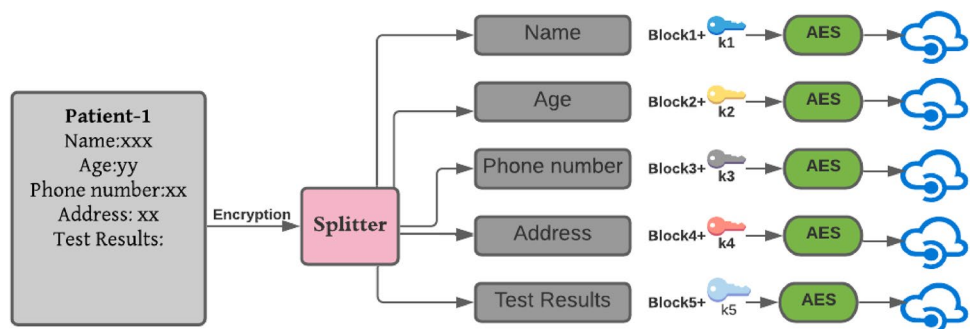 Patient-1
Name:xxx
Age:yy
Phone number:xx
Address: xx
Test Results:
Encryption
Splitter
Name
Block1+
k1
AES
Age
Block2+
k2
AES
Phone number
Block3+
k3
AES
Address
Block4+
k4
AES
Test Results
Block5+
k5
AES